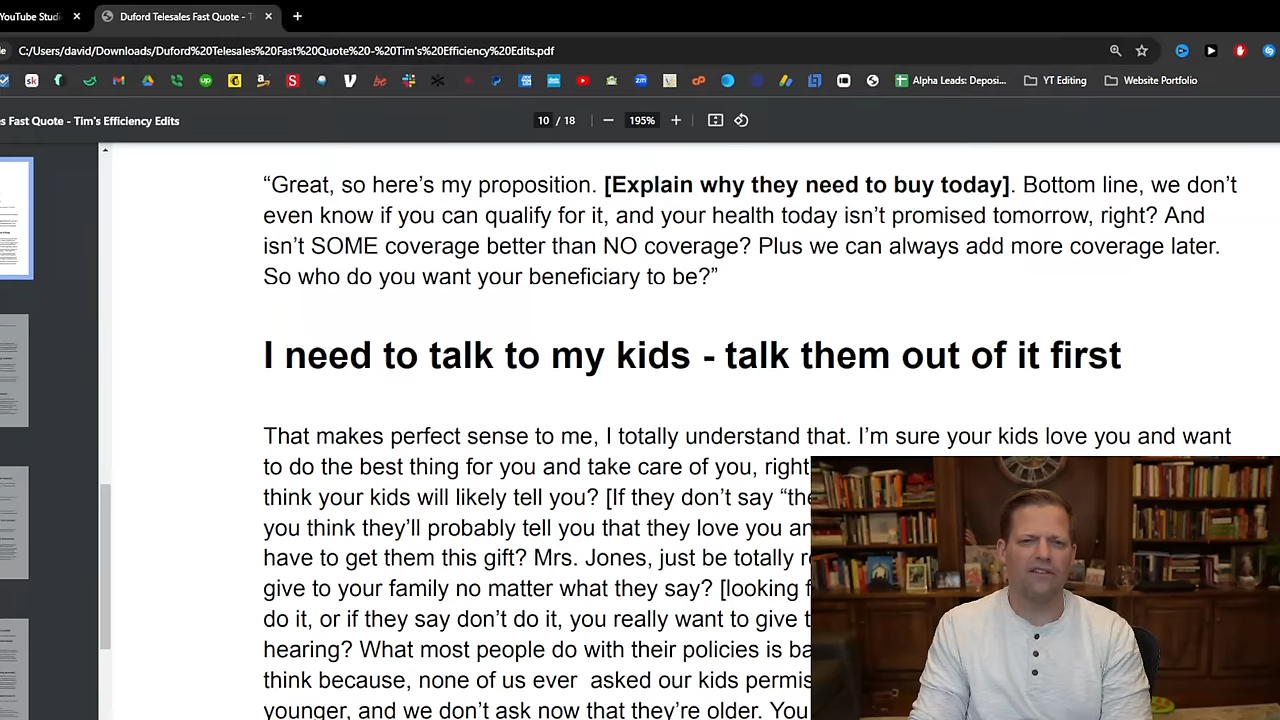 YouTube Studi
Duford Telesales Fast Quote - T
C:/Users/david/Downloads/Duford%20Telesales%20Fast%20Quote%20-%20Tim's%20Efficiency%20Edits.pdf
Alpha Leads: Deposi... YT Editing Website Portfolio
s Fast Quote - Tim's Efficiency Edits 10 / 18 195%
“Great, so here’s my proposition. [Explain why they need to buy today]. Bottom line, we don’t
even know if you can qualify for it, and your health today isn’t promised tomorrow, right? And
isn’t SOME coverage better than NO coverage? Plus we can always add more coverage later.
So who do you want your beneficiary to be?”
I need to talk to my kids - talk them out of it first
That makes perfect sense to me, I totally understand that. I’m sure your kids love you and want
to do the best thing for you and take care of you, right
think your kids will likely tell you? [If they don’t say “the
you think they’ll probably tell you that they love you an
have to get them this gift? Mrs. Jones, just be totally r
give to your family no matter what they say? [looking f
do it, or if they say don’t do it, you really want to give t
hearing? What most people do with their policies is ba
think because, none of us ever asked our kids permis
younger, and we don’t ask now that they’re older. You